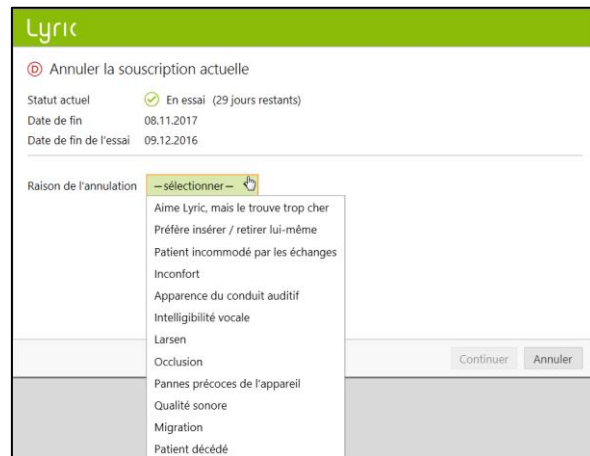 Lyric
D Annuler la souscription actuelle
Statut actuel En essai (29 jours restants)
Date de fin 08.11.2017
Date de fin de l'essai 09.12.2016
Raison de l'annulation –sélectionner–
Aime Lyric, mais le trouve trop cher
Préfère insérer / retirer lui-même
Patient incommodé par les échanges
Inconfort
Apparence du conduit auditif
Intelligibilité vocale
Larsen
Occlusion
Continuer Annuler
Pannes précoces de l'appareil
Qualité sonore
Migration
Patient décédé